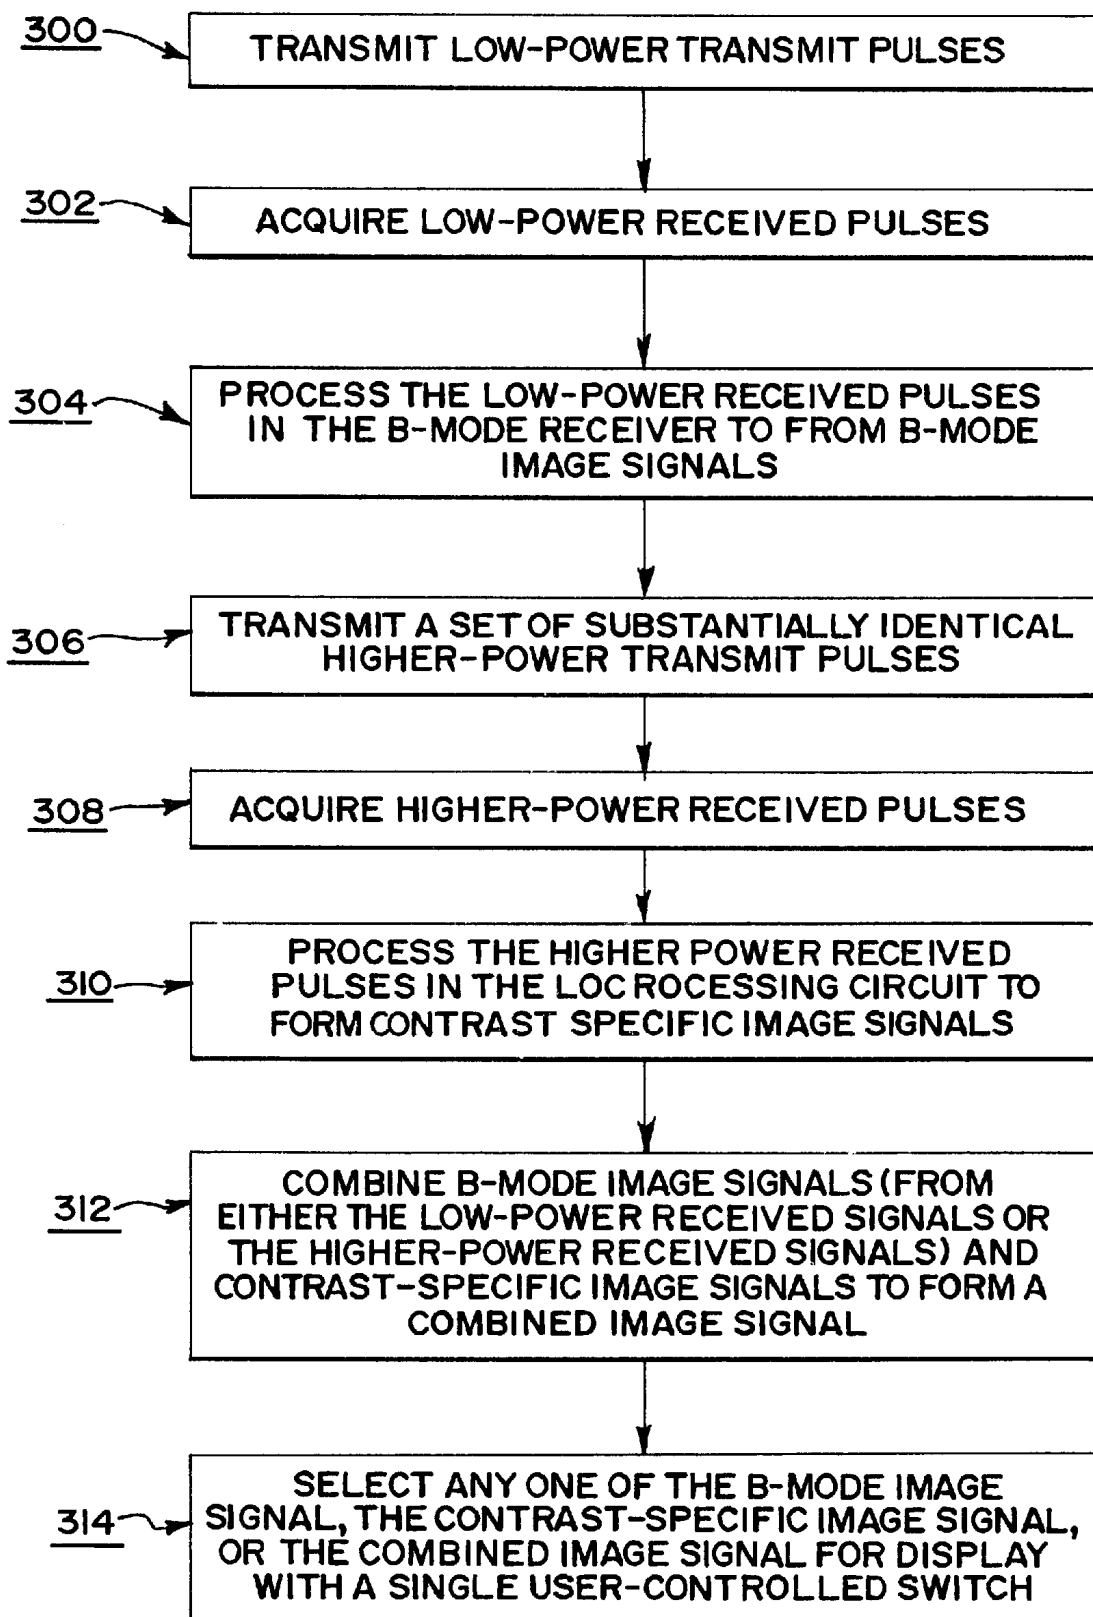 300
TRANSMIT LOW-POWER TRANSMIT PULSES
302
ACQUIRE LOW-POWER RECEIVED PULSES
304
PROCESS THE LOW-POWER RECEIVED PULSES
IN THE B-MODE RECEIVER TO FROM B-MODE
IMAGE SIGNALS
306
TRANSMIT A SET OF SUBSTANTIALLY IDENTICAL
HIGHER-POWER TRANSMIT PULSES
308
ACQUIRE HIGHER-POWER RECEIVED PULSES
310
PROCESS THE HIGHER POWER RECEIVED
PULSES IN THE LOC ROCESSING CIRCUIT TO
FORM CONTRAST SPECIFIC IMAGE SIGNALS
312
COMBINE B-MODE IMAGE SIGNALS (FROM
EITHER THE LOW-POWER RECEIVED SIGNALS OR
THE HIGHER-POWER RECEIVED SIGNALS) AND
CONTRAST-SPECIFIC IMAGE SIGNALS TO FORM A
COMBINED IMAGE SIGNAL
314
SELECT ANY ONE OF THE B-MODE IMAGE
SIGNAL, THE CONTRAST-SPECIFIC IMAGE SIGNAL,
OR THE COMBINED IMAGE SIGNAL FOR DISPLAY
WITH A SINGLE USER-CONTROLLED SWITCH